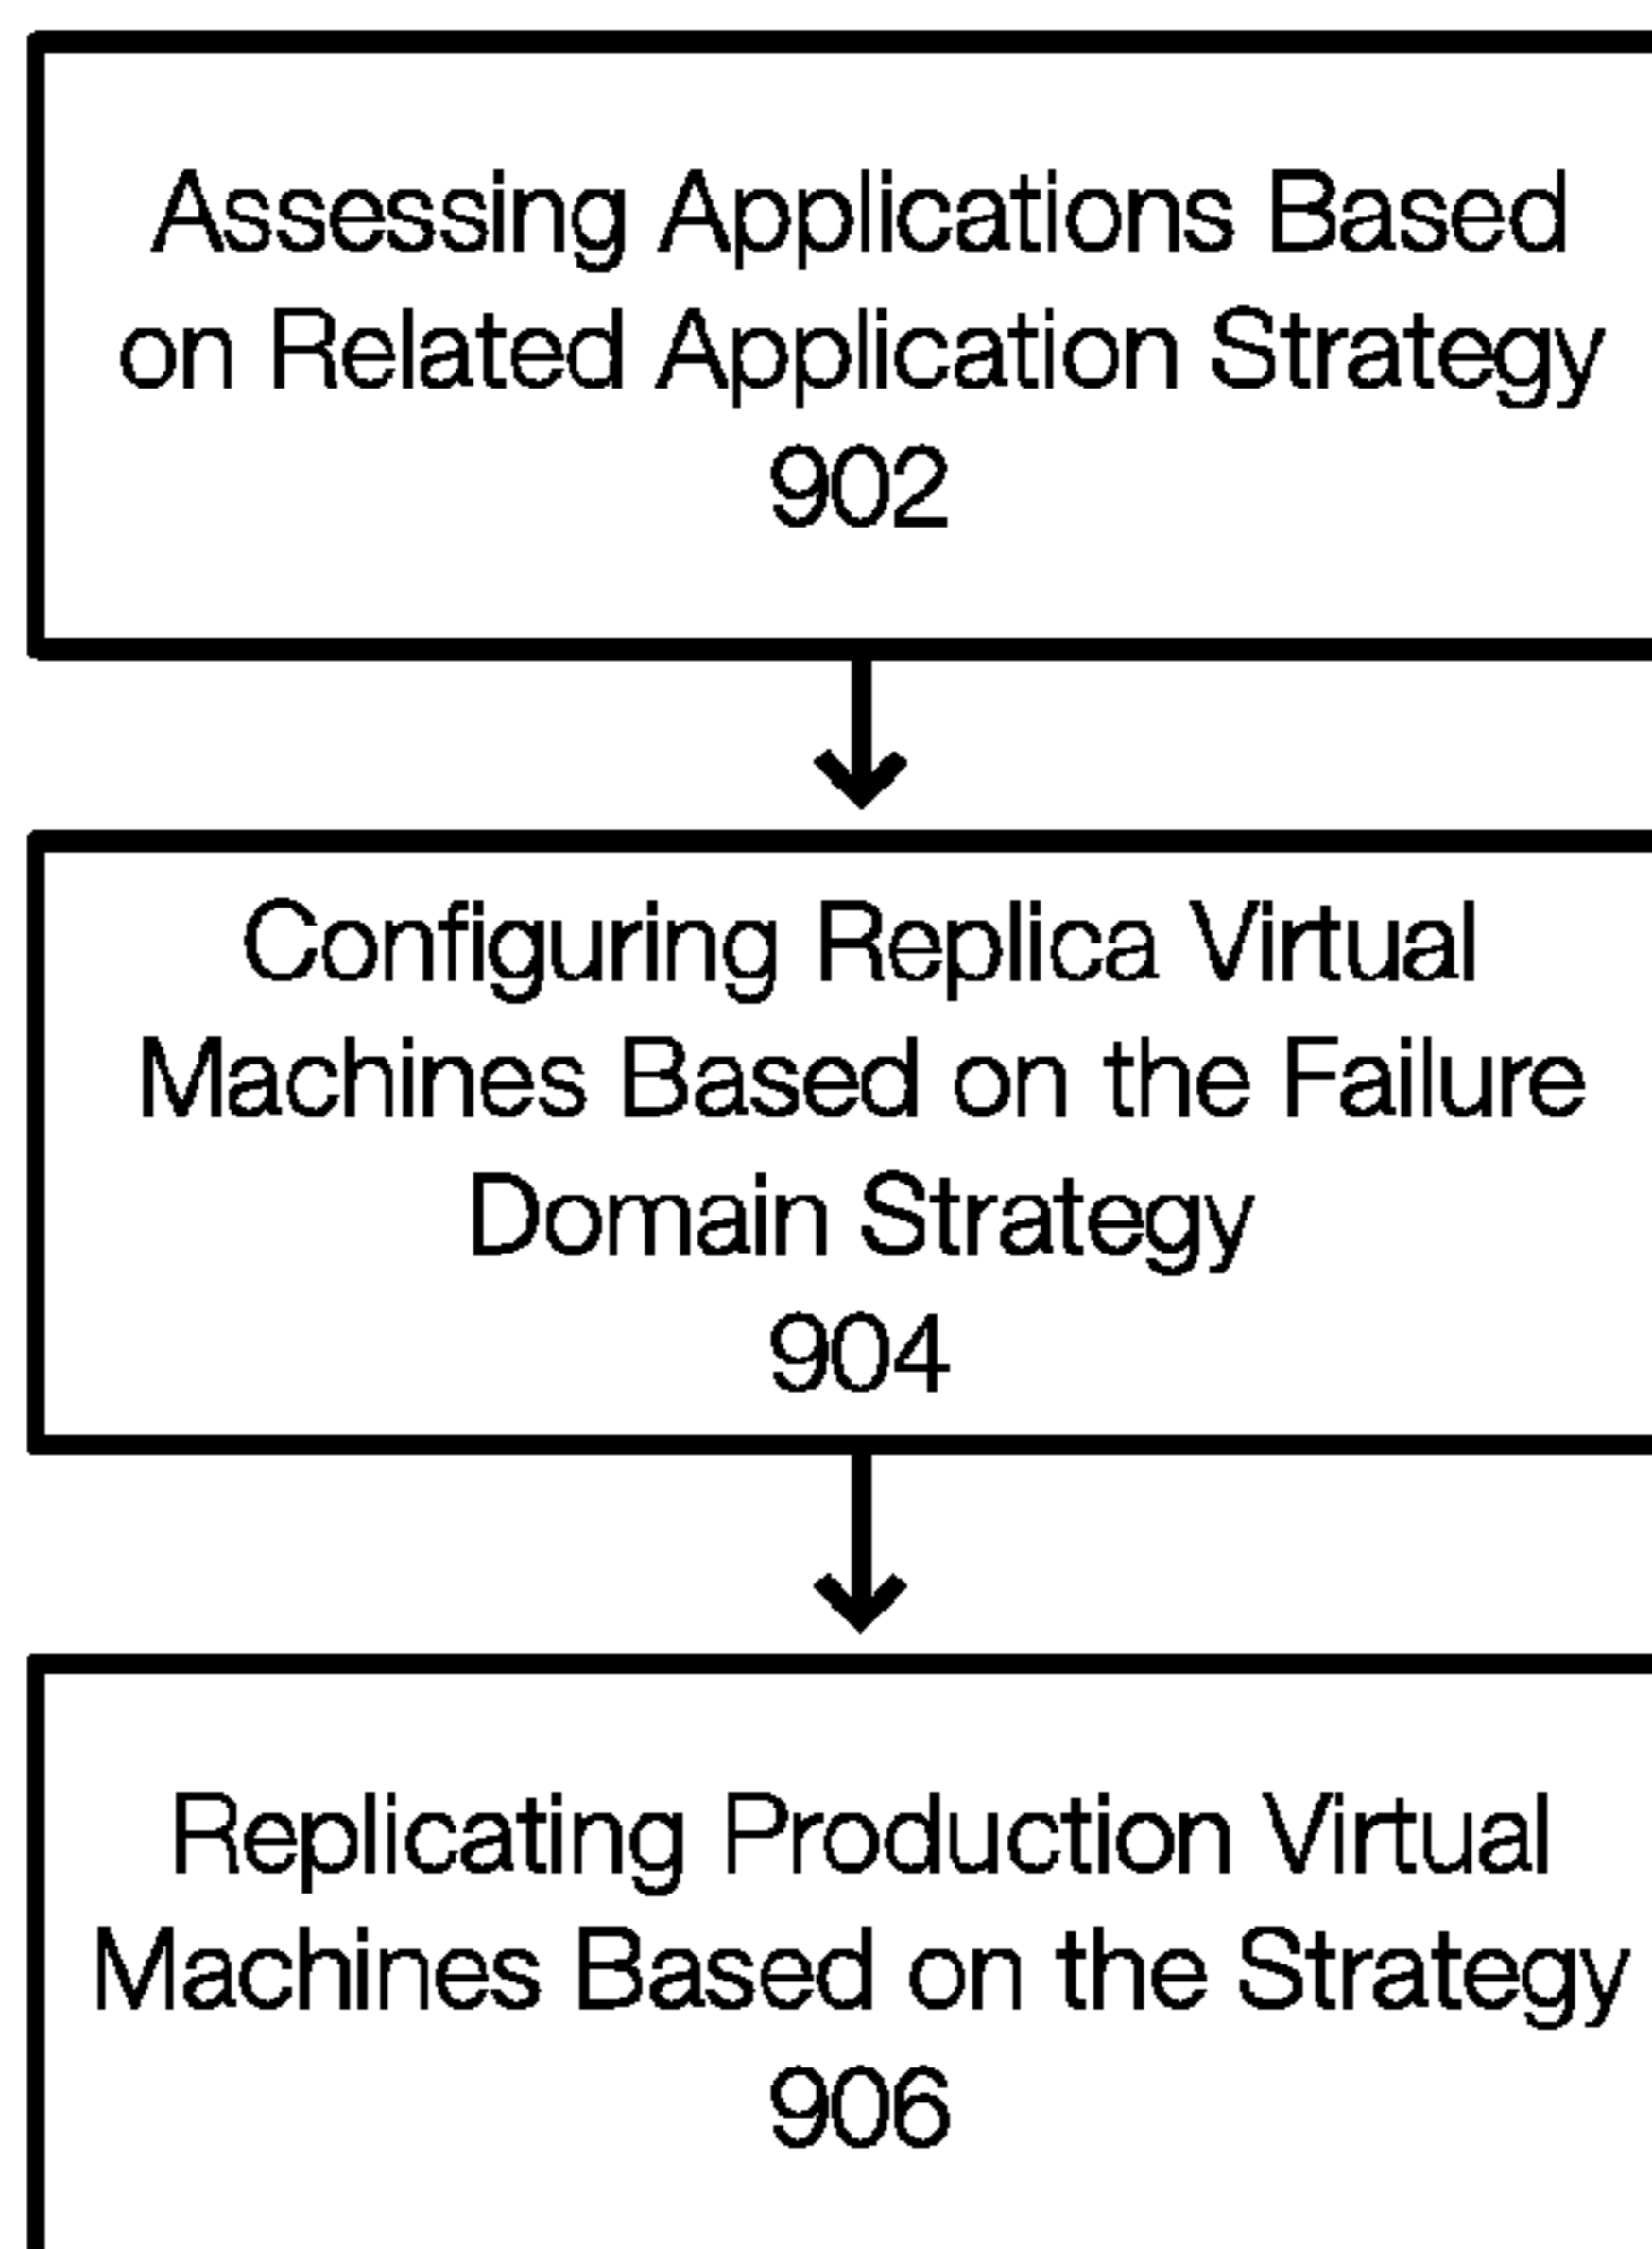 Assessing Applications Based
on Related Application Strategy
902
Configuring Replica Virtual
Machines Based on the Failure
Domain Strategy
904
Replicating Production Virtual
Machines Based on the Strategy
906